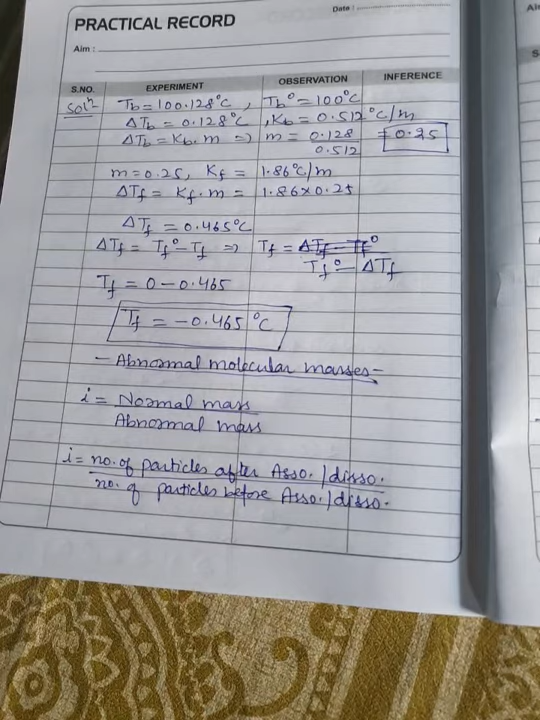 Date :
PRACTICAL RECORD
Aim :
S.NO. EXPERIMENT OBSERVATION INFERENCE
Solⁿ Tb = 100.128°C , Tb° = 100°C
ΔTb = 0.128°C , Kb = 0.512 °C/m
ΔTb = Kb.m => m = 0.128 = 0.25
0.512
m = 0.25, Kf = 1.86°C/m
ΔTf = Kf.m = 1.86×0.25
ΔTf = 0.465°C
ΔTf = Tf° - Tf => Tf = ΔTf - Tf°
Tf° - ΔTf
Tf = 0 - 0.465
Tf = -0.465 °C
- Abnormal molecular masses -
i = Normal mass
Abnormal mass
i = no. of particles after Asso. / disso.
no. of particles before Asso. / disso.